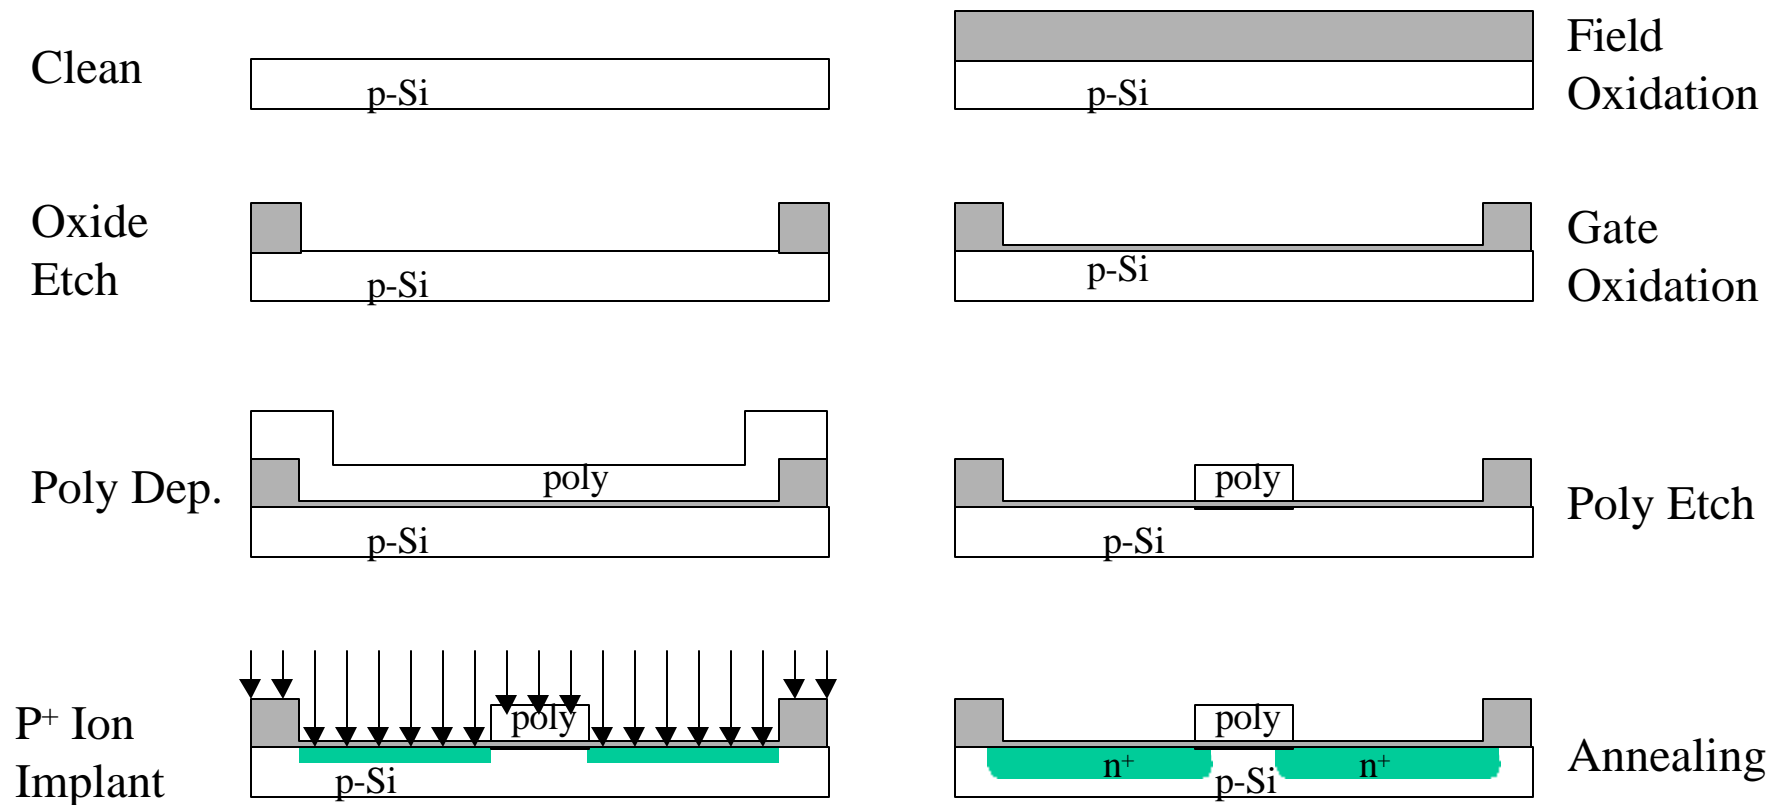 Clean
p-Si
Field
Oxidation
p-Si
Oxide
Etch
p-Si
Gate
Oxidation
p-Si
Poly Dep.
poly
p-Si
Poly Etch
poly
p-Si
P⁺ Ion
Implant
poly
p-Si
Annealing
poly
n⁺ p-Si n⁺